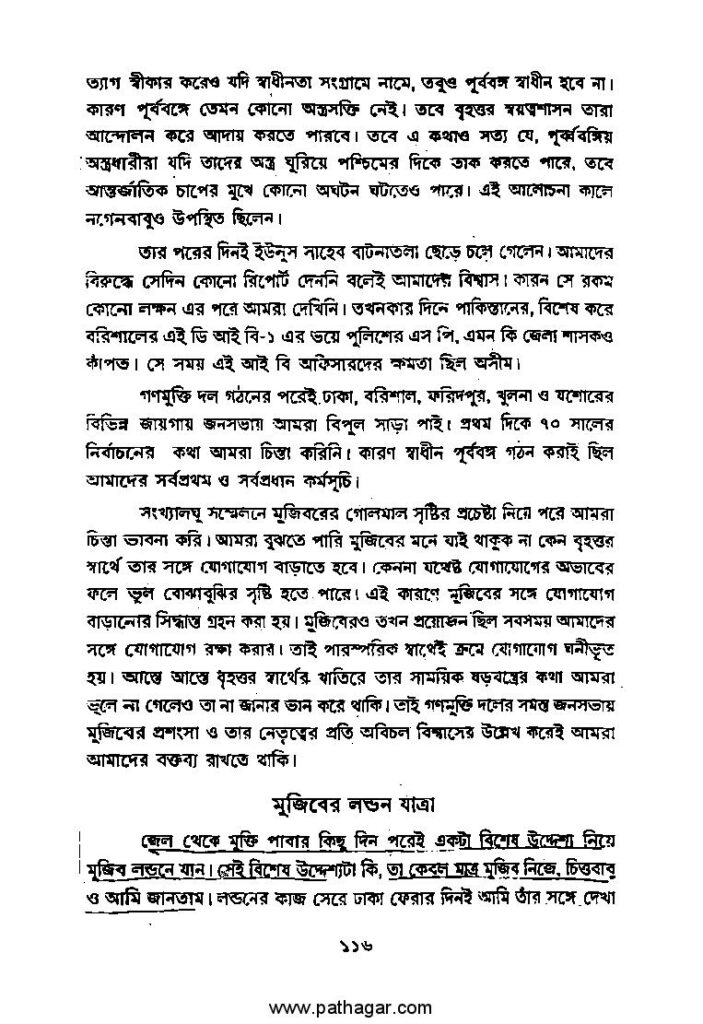 ত্যাগ স্বীকার করেও যদি স্বাধীনতা সংগ্রামে নামে, তবুও পূর্ববঙ্গ স্বাধীন হবে না।
কারণ পূর্ববঙ্গে তেমন কোনো অন্ত্রসক্তি নেই। তবে বৃহত্তর স্বয়ত্বশাসন তারা
আন্দোলন করে আদায় করতে পারবে। তবে এ কথাও সত্য যে, পূর্ব্ববঙ্গিয়
অস্ত্রধারীরা যদি তাদের অস্ত্র ঘুরিয়ে পশ্চিমের দিকে তাক করতে পারে, তবে
আন্তর্জাতিক চাপের মুখে কোনো অঘটন ঘটতেও পারে। এই আলোচনা কালে
নগেনবাবুও উপস্থিত ছিলেন।
তার পরের দিনই ইউনুস সাহেব বাটনাতলা ছেড়ে চলে গেলেন। আমাদের
বিরুদ্ধে সেদিন কোনো রিপোর্ট দেননি বলেই আমাদের বিশ্বাস। কারন সে রকম
কোনো লক্ষন এর পরে আমরা দেখিনি। তখনকার দিনে পাকিস্তানের, বিশেষ করে
বরিশালের এই ডি আই বি-১ এর ভয়ে পুলিশের এস পি, এমন কি জেলা শাসকও
কাঁপত। সে সময় এই আই বি অফিসারদের ক্ষমতা ছিল অসীম।
গণমুক্তি দল গঠনের পরেই ঢাকা, বরিশাল, ফরিদপুর, খুলনা ও যশোরের
বিভিন্ন জায়গায় জনসভায় আমরা বিপুল সাড়া পাই। প্রথম দিকে ৭০ সালের
নির্বাচনের কথা আমরা চিন্তা করিনি। কারণ স্বাধীন পূর্ববঙ্গ গঠন করাই ছিল
আমাদের সর্বপ্রথম ও সর্বপ্রধান কর্মসূচি।
সংখ্যালঘু সম্মেলনে মুজিবরের গোলমাল সৃষ্টির প্রচেষ্টা নিয়ে পরে আমরা
চিন্তা ভাবনা করি। আমরা বুঝতে পারি মুজিবের মনে যাই থাকুক না কেন বৃহত্তর
স্বার্থে তার সঙ্গে যোগাযোগ বাড়াতে হবে। কেননা যথেষ্ট যোগাযোগের অভাবের
ফলে ভুল বোঝাবুঝির সৃষ্টি হতে পারে। এই কারণে মুজিবের সঙ্গে যোগাযোগ
বাড়ানোর সিদ্ধান্ত গ্রহন করা হয়। মুজিবেরও তখন প্রয়োজন ছিল সবসময় আমাদের
সঙ্গে যোগাযোগ রক্ষা করার। তাই পারস্পরিক স্বার্থেই ক্রমে যোগাযোগ ঘনীভূত
হয়। আস্তে আস্তে বৃহত্তর স্বার্থের খাতিরে তার সাময়িক ষড়যন্ত্রের কথা আমরা
ভূলে না গেলেও তা না জানার ভান করে থাকি। তাই গণমুক্তি দলের সমস্ত জনসভায়
মুজিবের প্রশংসা ও তার নেতৃত্বের প্রতি অবিচল বিশ্বাসের উল্লেখ করেই আমরা
আমাদের বক্তব্য রাখতে থাকি।
মুজিবের লন্ডন যাত্রা
জেল থেকে মুক্তি পাবার কিছু দিন পরেই একটা বিশেষ উদ্দেশ্য নিয়ে
মুজিব লন্ডনে যান। সেই বিশেষ উদ্দেশ্যটা কি, তা কেবল মাত্র মুজিব নিজে, চিত্তবাবু
ও আমি জানতাম। লন্ডনের কাজ সেরে ঢাকা ফেরার দিনই আমি তাঁর সঙ্গে দেখা
১১৬
www.pathagar.com